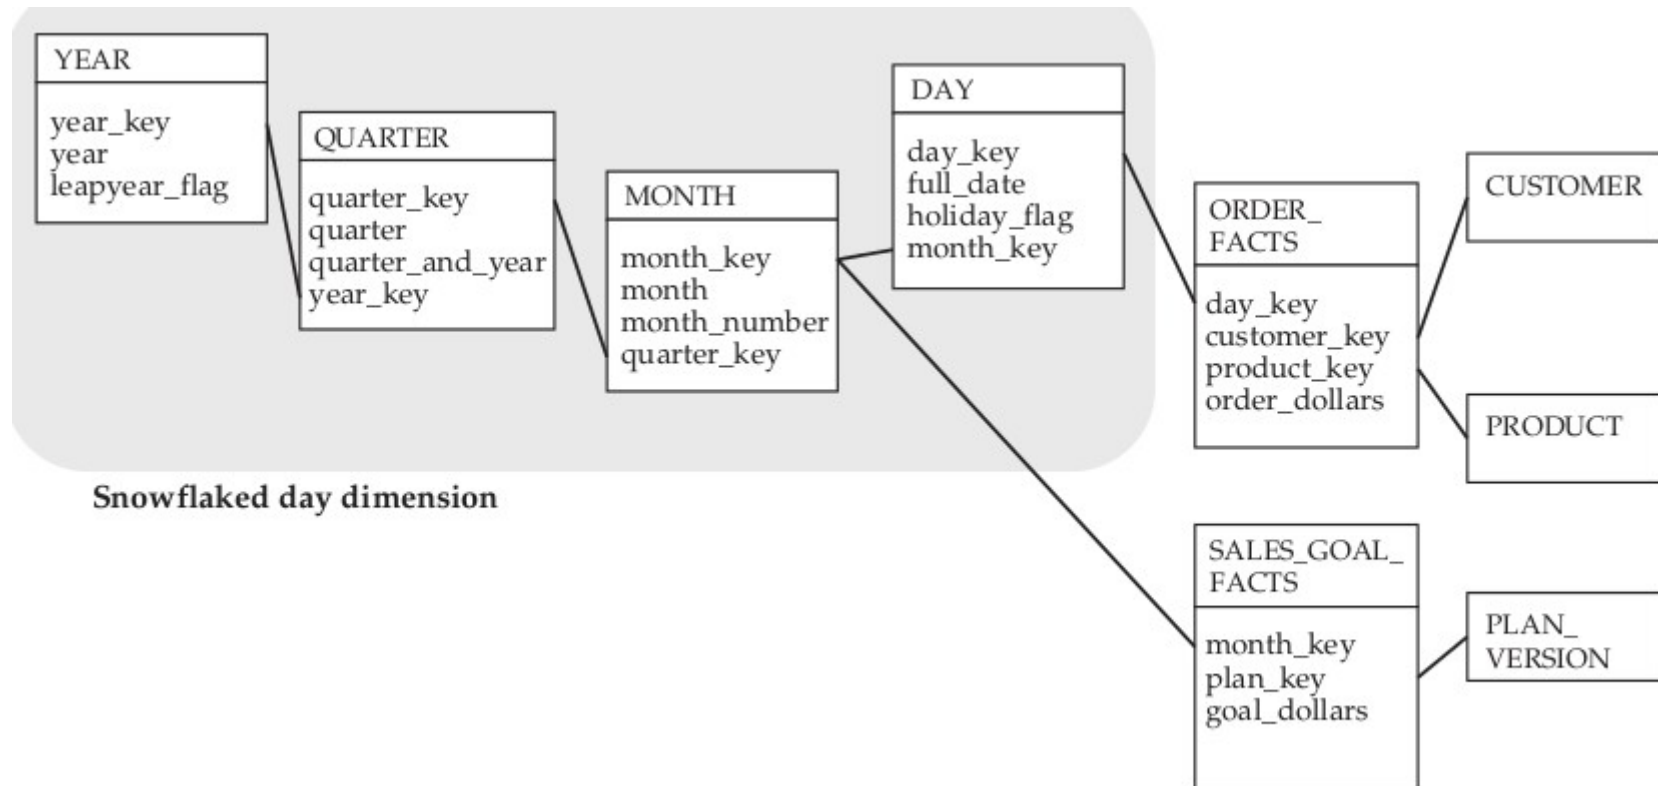 YEAR
year_key
year
leapyear_flag
QUARTER
quarter_key
quarter
quarter_and_year
year_key
MONTH
month_key
month
month_number
quarter_key
DAY
day_key
full_date
holiday_flag
month_key
Snowflaked day dimension
ORDER_
FACTS
day_key
customer_key
product_key
order_dollars
CUSTOMER
PRODUCT
SALES_GOAL_
FACTS
month_key
plan_key
goal_dollars
PLAN_
VERSION